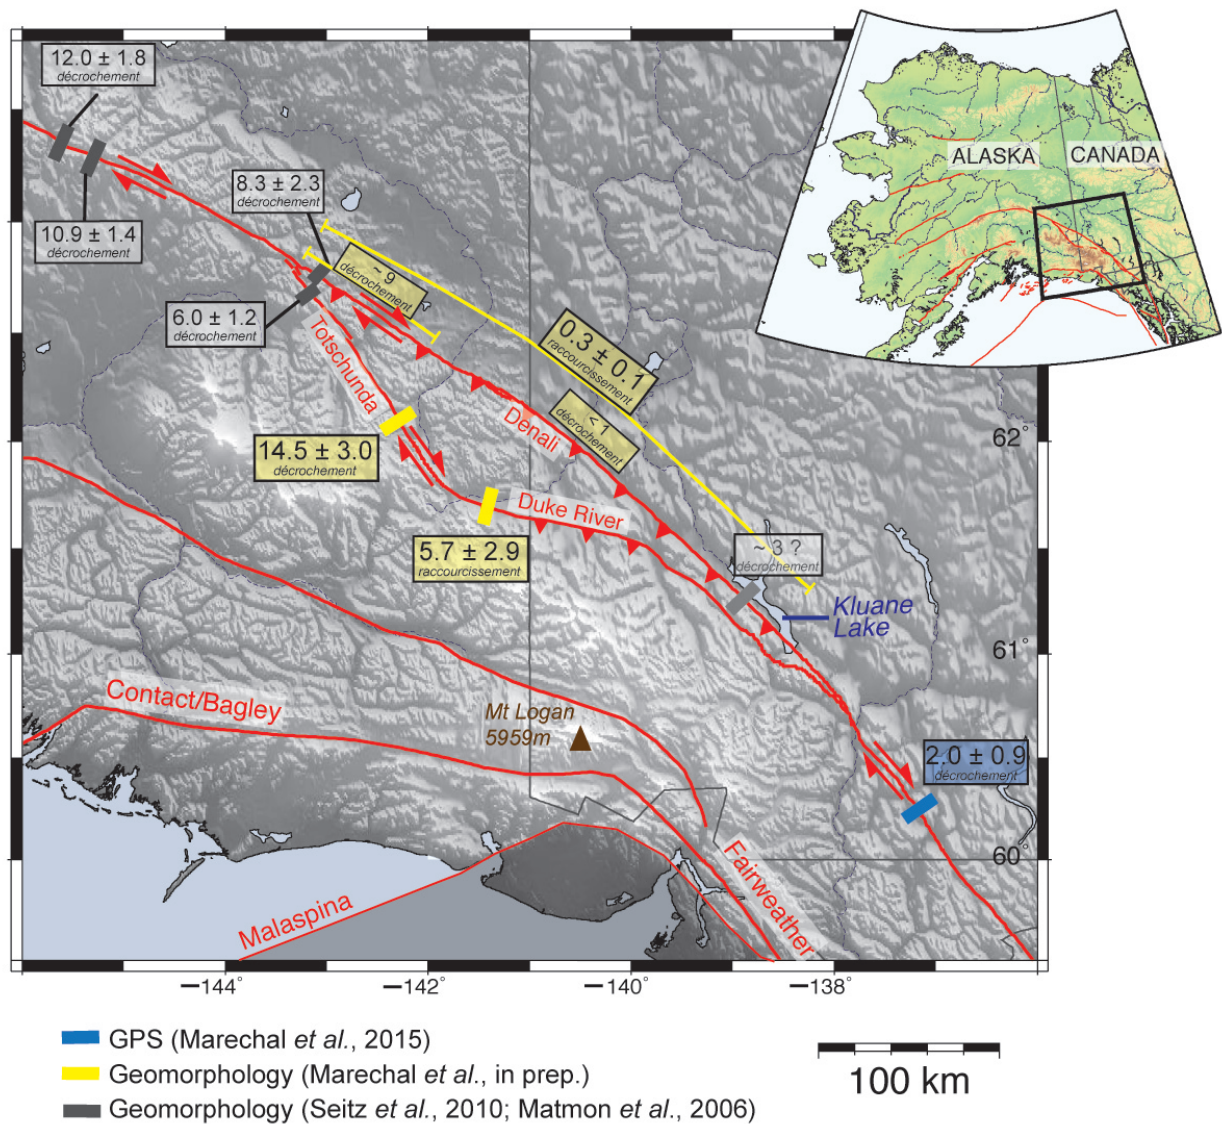 12.0 ± 1.8
décrochement
10.9 ± 1.4
décrochement
8.3 ± 2.3
décrochement
~ 9
décrochement
6.0 ± 1.2
décrochement
ALASKA
CANADA
0.3 ± 0.1
raccourcissement
< 1
décrochement
Totschunda
Denali
14.5 ± 3.0
décrochement
Duke River
5.7 ± 2.9
raccourcissement
~ 3 ?
décrochement
Kluane
Lake
Contact/Bagley
Mt Logan
5959m
2.0 ± 0.9
décrochement
Malaspina
Fairweather
62°
61°
60°
−144°
−142°
−140°
−138°
GPS (Marechal et al., 2015)
Geomorphology (Marechal et al., in prep.)
Geomorphology (Seitz et al., 2010; Matmon et al., 2006)
100 km